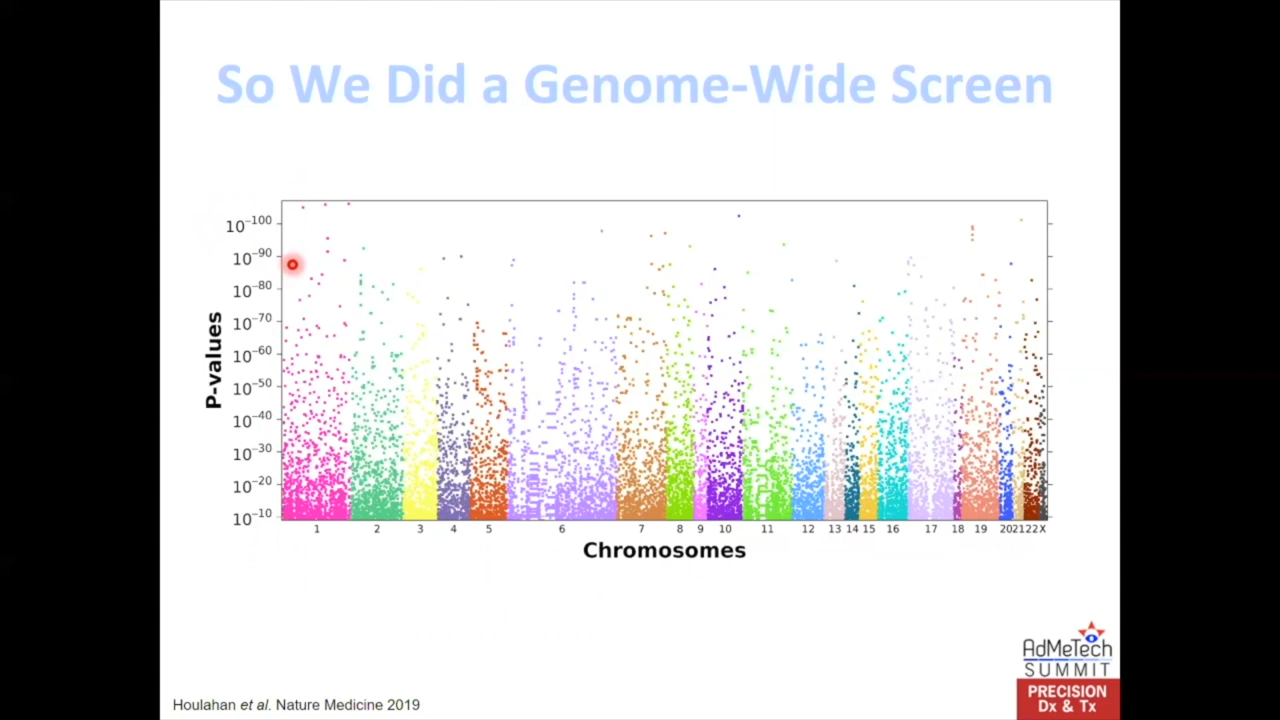 So We Did a Genome-Wide Screen
10⁻¹⁰⁰
10⁻⁹⁰
10⁻⁸⁰
10⁻⁷⁰
10⁻⁶⁰
10⁻⁵⁰
10⁻⁴⁰
10⁻³⁰
10⁻²⁰
10⁻¹⁰
P-values
1 2 3 4 5 6 7 8 9 10 11 12 13 14 15 16 17 18 19 20 21 22 X
Chromosomes
AdMeTech
SUMMIT
PRECISION
Dx & Tx
Houlahan et al. Nature Medicine 2019